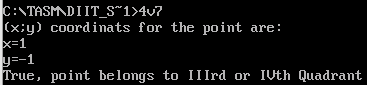 C:\TASM\DIIT_S~1>4v7
(x;y) coordinats for the point are:
x=1
y=-1
True, point belongs to IIIrd or IVth Quadrant